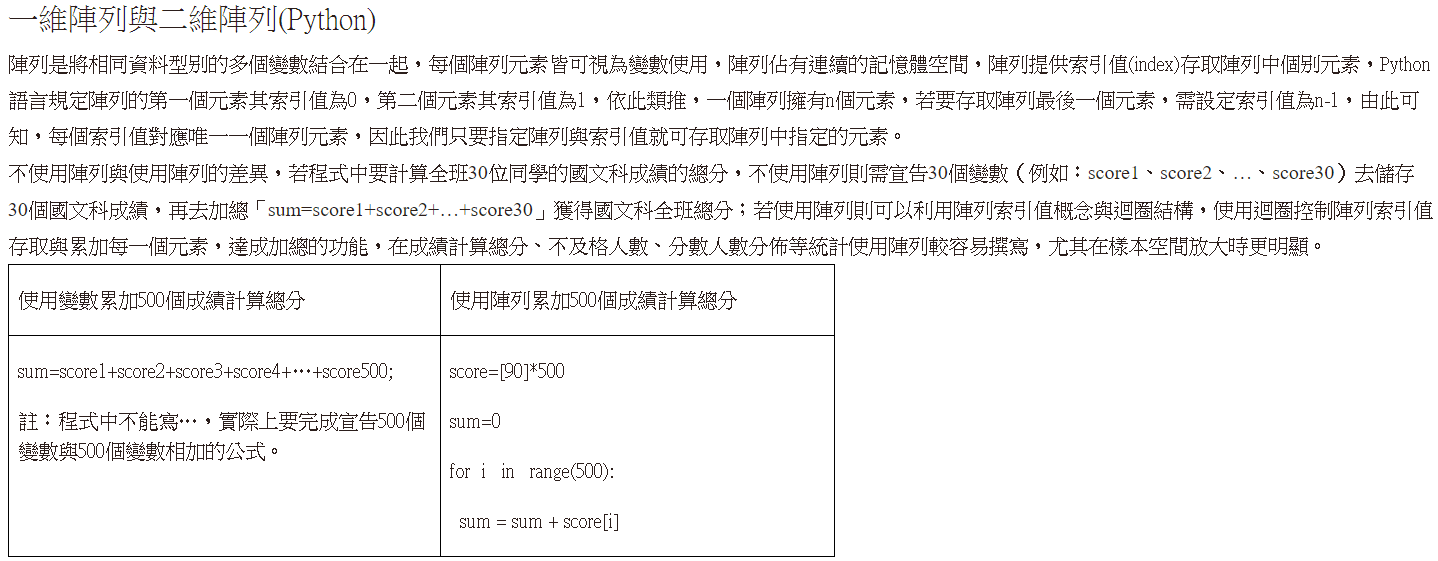 一維陣列與二維陣列(Python)
陣列是將相同資料型別的多個變數結合在一起，每個陣列元素皆可視為變數使用，陣列佔有連續的記憶體空間，陣列提供索引值(index)存取陣列中個別元素，Python
語言規定陣列的第一個元素其索引值為0，第二個元素其索引值為1，依此類推，一個陣列擁有n個元素，若要存取陣列最後一個元素，需設定索引值為n-1，由此可
知，每個索引值對應唯一一個陣列元素，因此我們只要指定陣列與索引值就可存取陣列中指定的元素。
不使用陣列與使用陣列的差異，若程式中要計算全班30位同學的國文科成績的總分，不使用陣列則需宣告30個變數（例如：score1、score2、…、score30）去儲存
30個國文科成績，再去加總「sum=score1+score2+…+score30」獲得國文科全班總分；若使用陣列則可以利用陣列索引值概念與迴圈結構，使用迴圈控制陣列索引值
存取與累加每一個元素，達成加總的功能，在成績計算總分、不及格人數、分數人數分佈等統計使用陣列較容易撰寫，尤其在樣本空間放大時更明顯。
使用變數累加500個成績計算總分
sum=score1+score2+score3+score4+…+score500;
註：程式中不能寫…，實際上要完成宣告500個
變數與500個變數相加的公式。
使用陣列累加500個成績計算總分
score=[90]*500
sum=0
for i in range(500):
sum = sum + score[i]